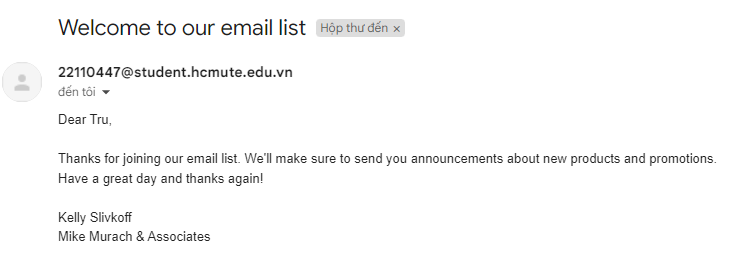 Welcome to our email list Hộp thư đến ×
22110447@student.hcmute.edu.vn
đến tôi
Dear Tru,
Thanks for joining our email list. We'll make sure to send you announcements about new products and promotions.
Have a great day and thanks again!
Kelly Slivkoff
Mike Murach & Associates